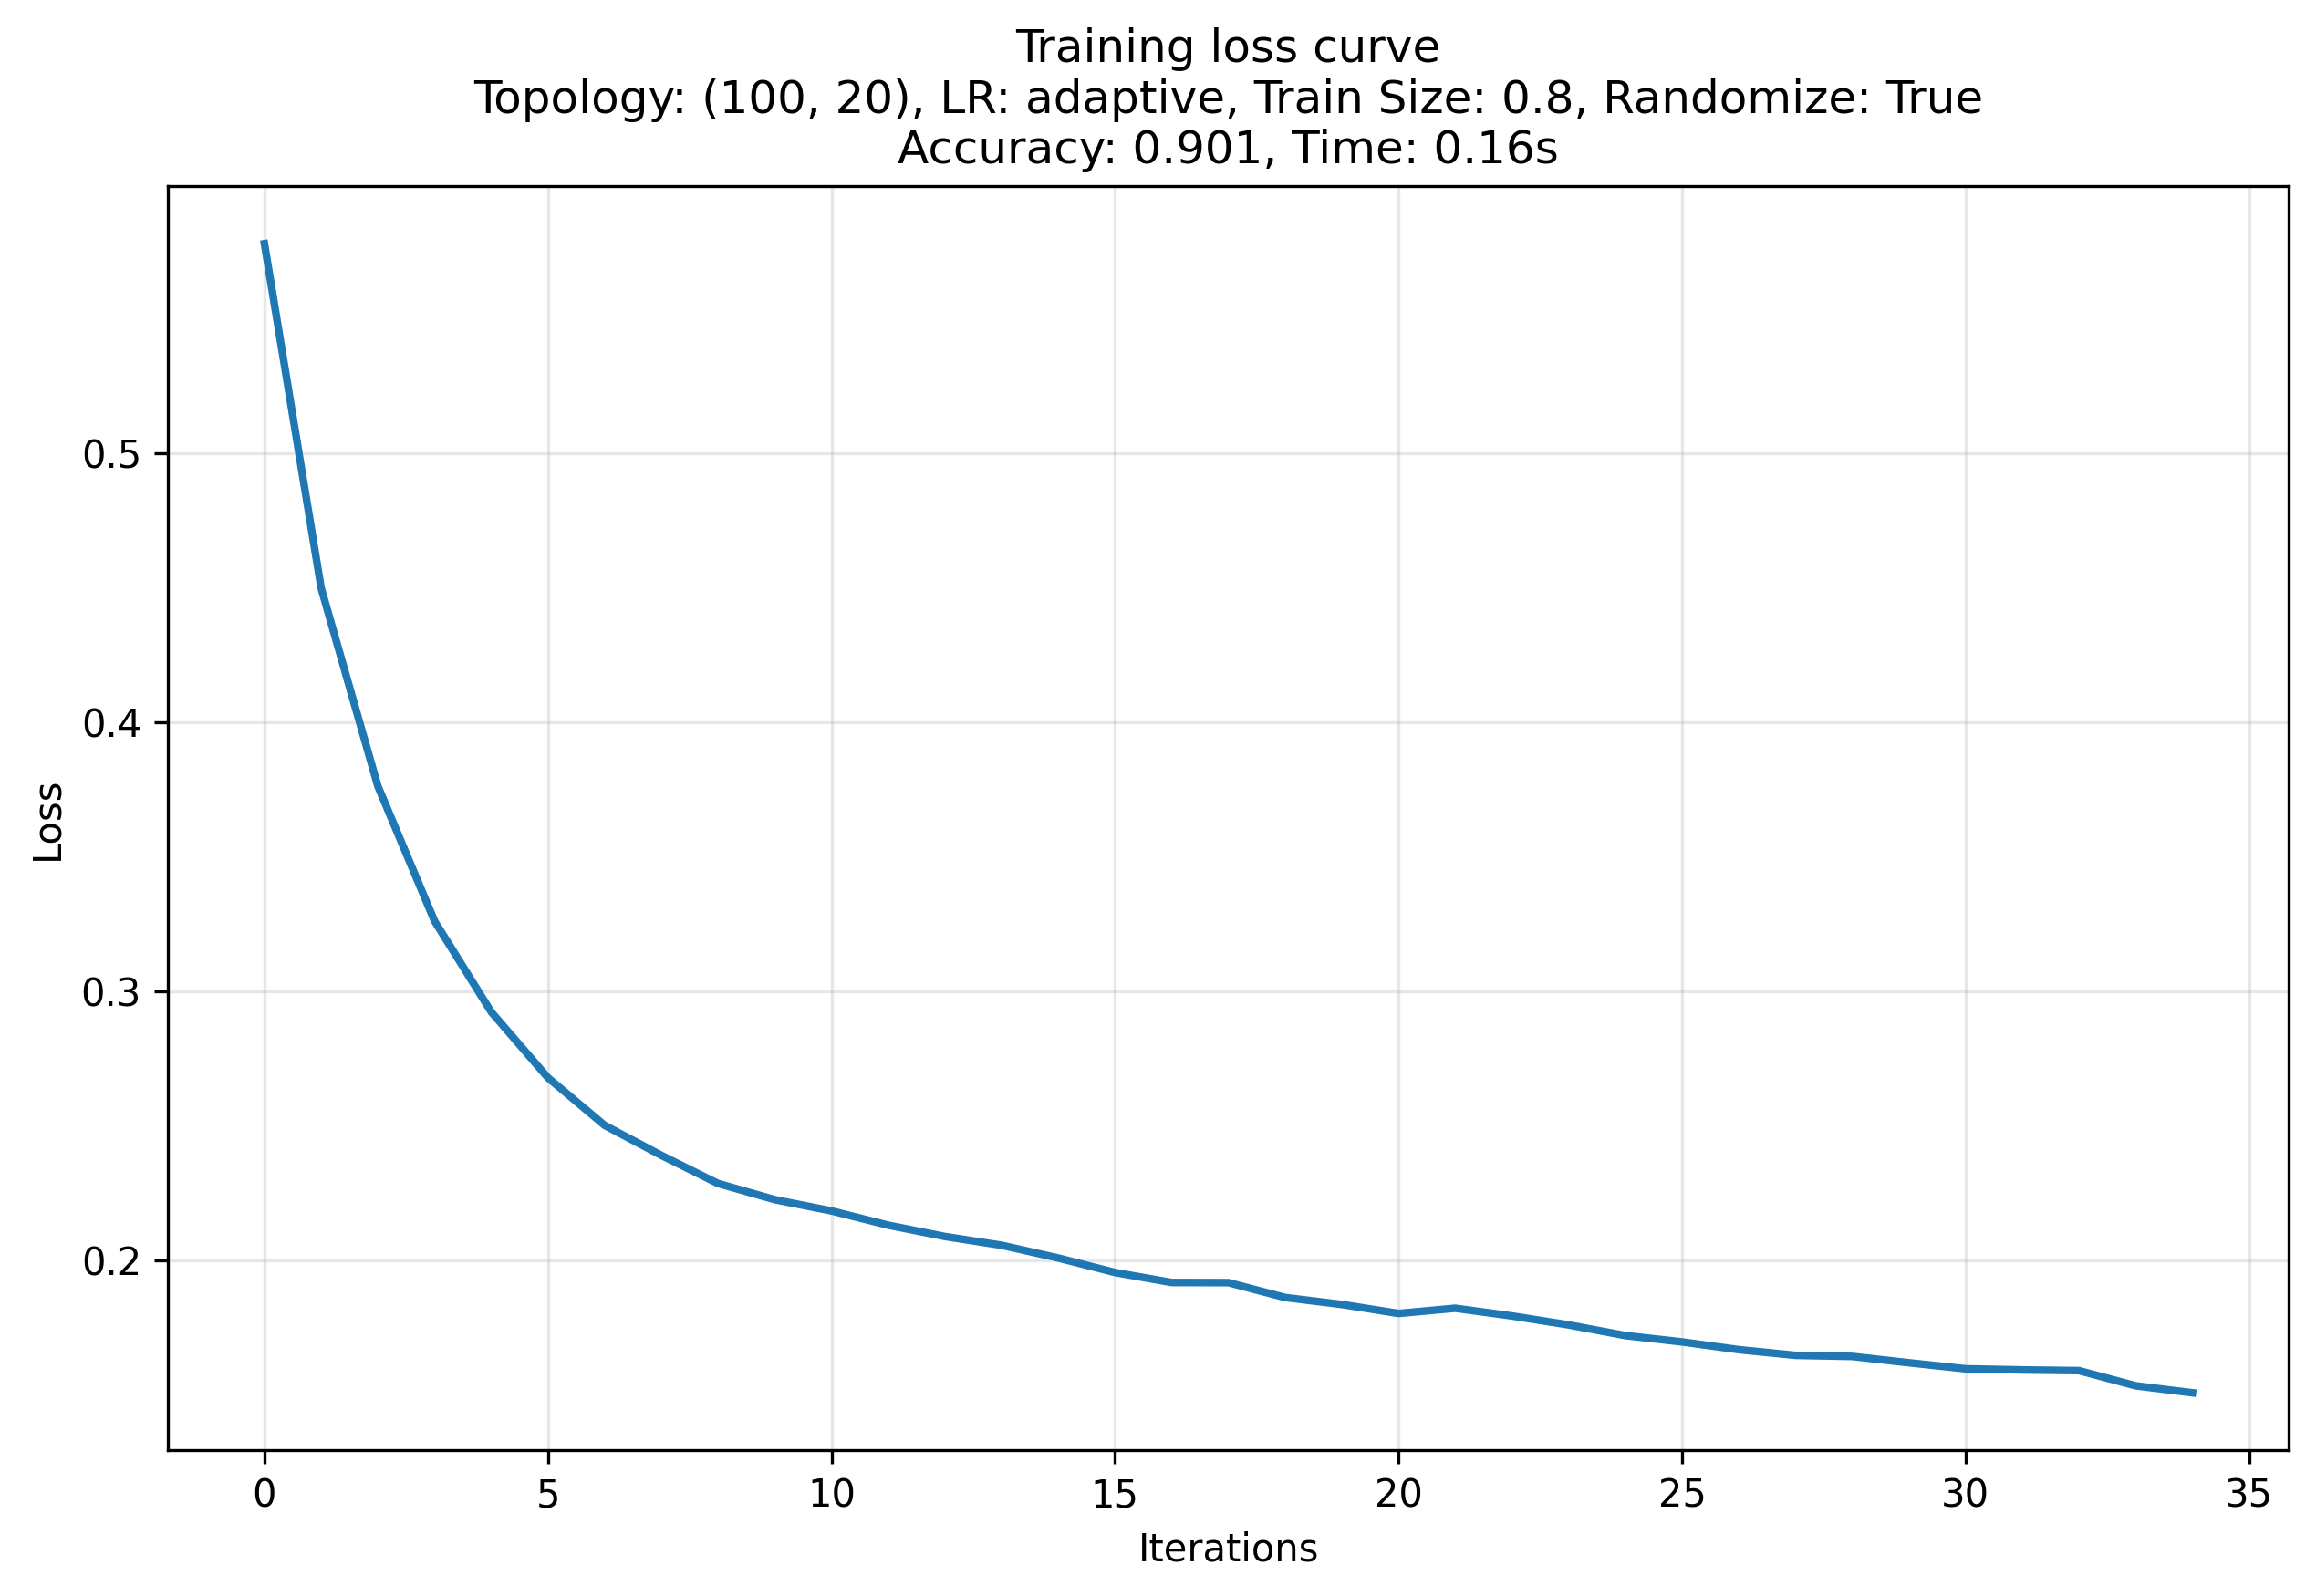 Training loss curve
Topology: (100, 20), LR: adaptive, Train Size: 0.8, Randomize: True
Accuracy: 0.901, Time: 0.16s
0.5
0.4
0.3
0.2
Loss
0 5 10 15 20 25 30 35
Iterations